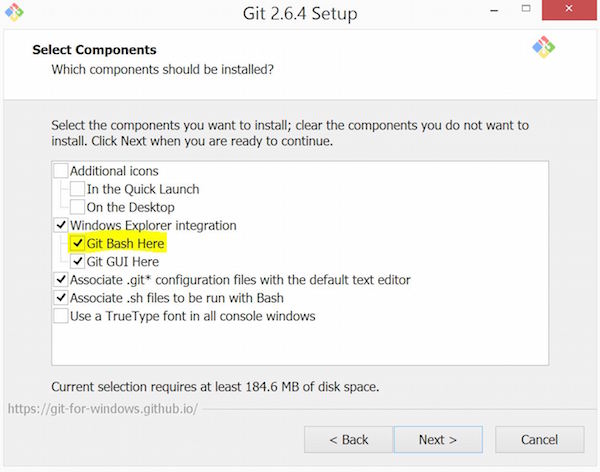 Git 2.6.4 Setup
Select Components
Which components should be installed?
Select the components you want to install; clear the components you do not want to
install. Click Next when you are ready to continue.
Additional icons
In the Quick Launch
On the Desktop
Windows Explorer integration
Git Bash Here
Git GUI Here
Associate .git* configuration files with the default text editor
Associate .sh files to be run with Bash
Use a TrueType font in all console windows
Current selection requires at least 184.6 MB of disk space.
https://git-for-windows.github.io/
< Back Next > Cancel